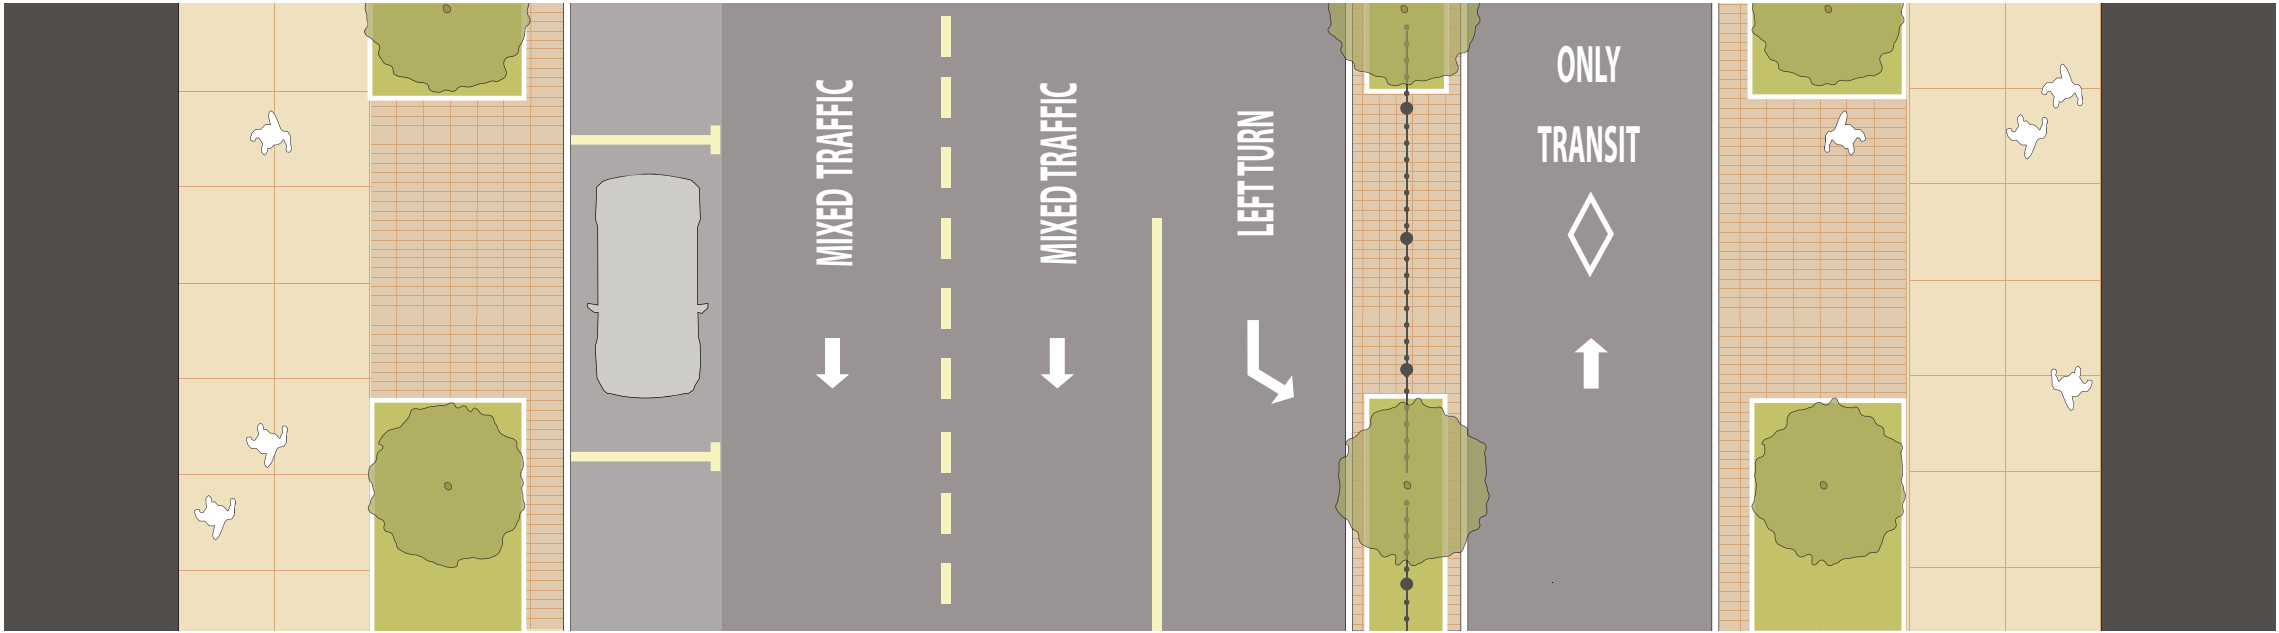 MIXED TRAFFIC
MIXED TRAFFIC
LEFT TURN
ONLY
TRANSIT